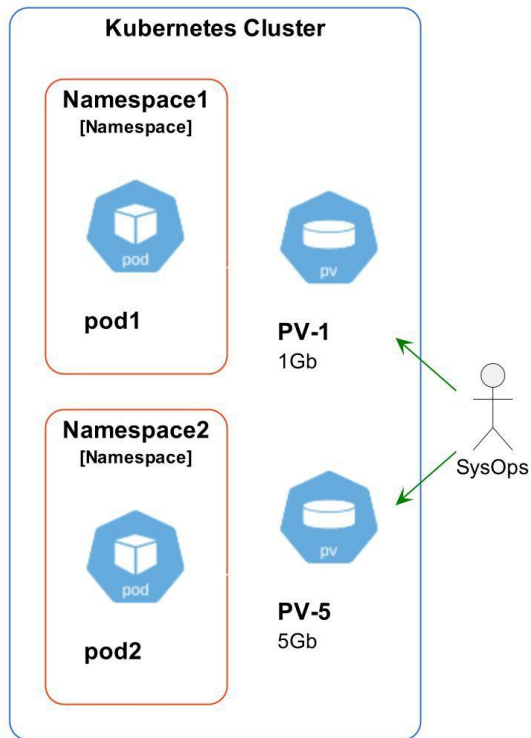 Kubernetes Cluster
Namespace1
[Namespace]
pod
pod1
pv
PV-1
1Gb
SysOps
Namespace2
[Namespace]
pod
pod2
pv
PV-5
5Gb